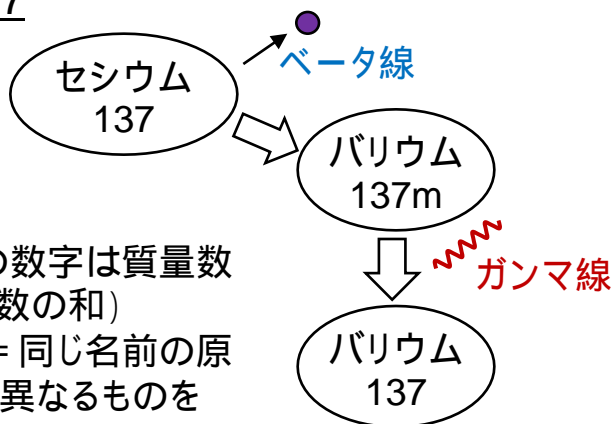 7
ベータ線
セシウム
137
バリウム
137m
の数字は質量数
数の和)
ガンマ線
= 同じ名前の原
異なるものを
バリウム
137